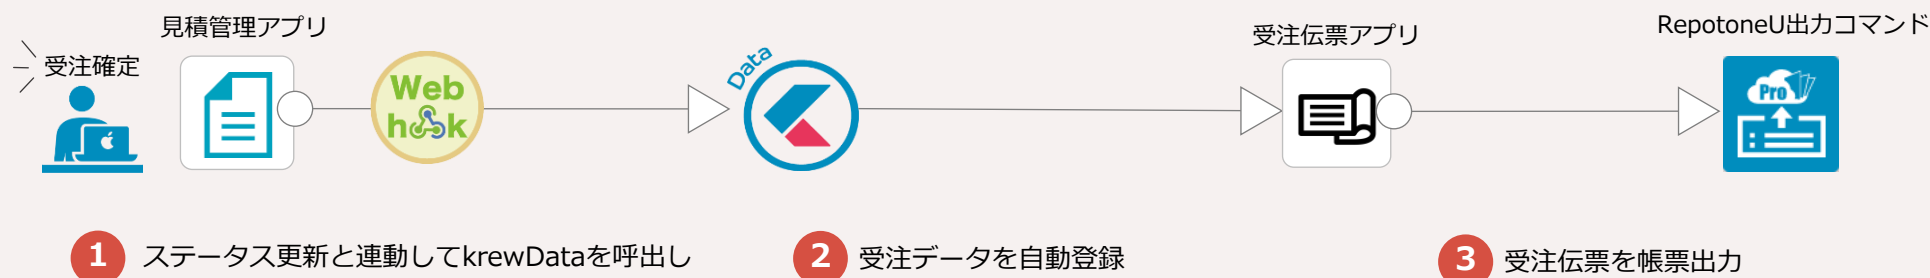 見積管理アプリ
受注伝票アプリ
RepotoneU出力コマンド
受注確定
Web
hook
Data
Pro
1 ステータス更新と連動してkrewDataを呼出し
2 受注データを自動登録
3 受注伝票を帳票出力